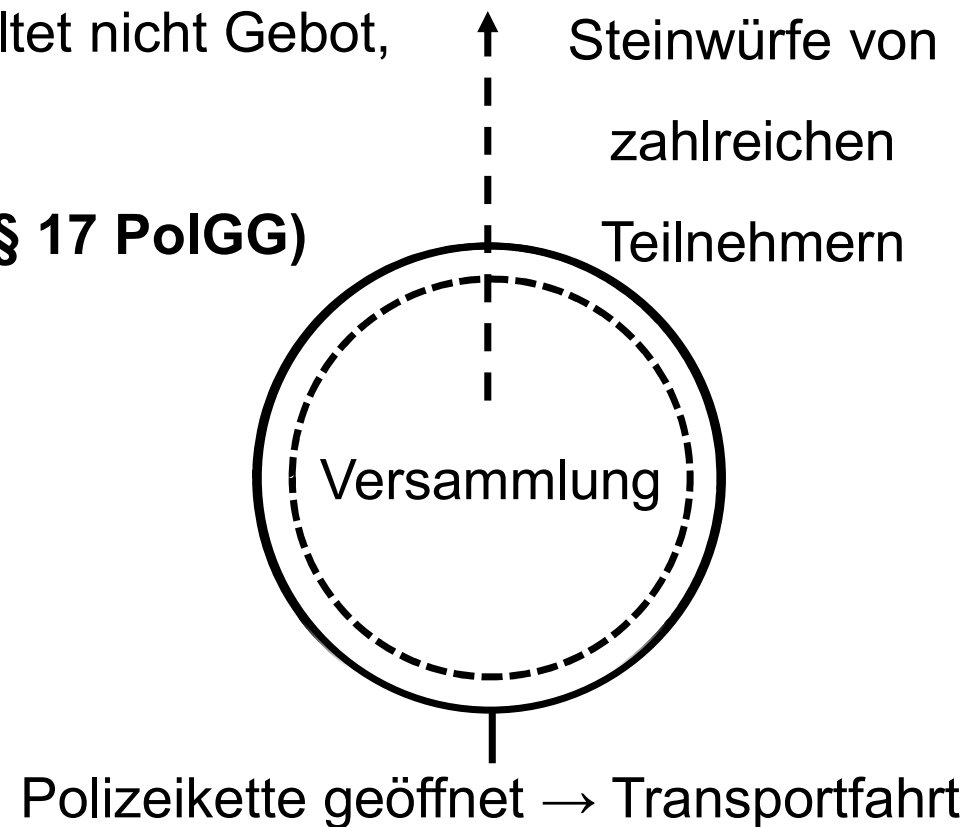 ltet nicht Gebot,
§ 17 PolGG)
Steinwürfe von
zahlreichen
Teilnehmern
Versammlung
Polizeikette geöffnet → Transportfahrt